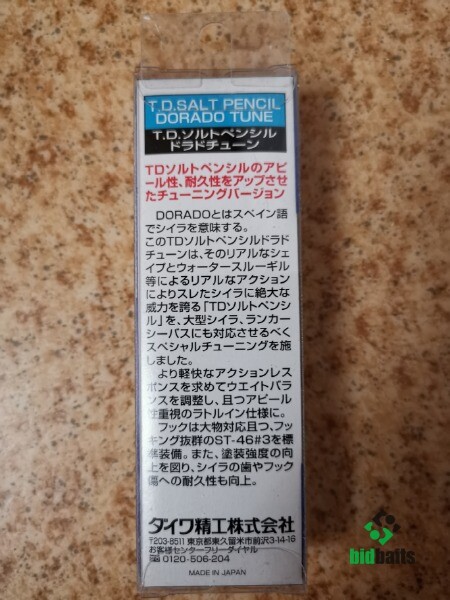 T.D.SALT PENCIL
DORADO TUNE
T.D.ソルトペンシル
ドラドチューン
TDソルトペンシルのアピ
ール性、耐久性をアップさせ
たチューニングバージョン
DORADOとはスペイン語
でシイラを意味する。
このTDソルトペンシルドラド
チューンは、そのリアルなシェ
イプとウォータースルーギル
等によるリアルなアクション
によりスレたシイラに絶大な
威力を誇る「TDソルトペンシ
ル」を、大型シイラ、ランカー
シーバスにも対応させるべく
スペシャルチューニングを施
しました。
より軽快なアクションレス
ポンスを求めてウエイトバラ
ンスを調整し、且つアピール
性重視のラトルイン仕様に。
フックは大物対応且つ、フッ
キング抜群のST-46#3を標
準装備。また、塗装強度の向
上を図り、シイラの歯やフック
傷への耐久性も向上。
ダイワ精工株式会社
〒203-8511 東京都東久留米市前沢3-14-16
お客様センターフリーダイヤル
0120-506-204
MADE IN JAPAN
bidbaits